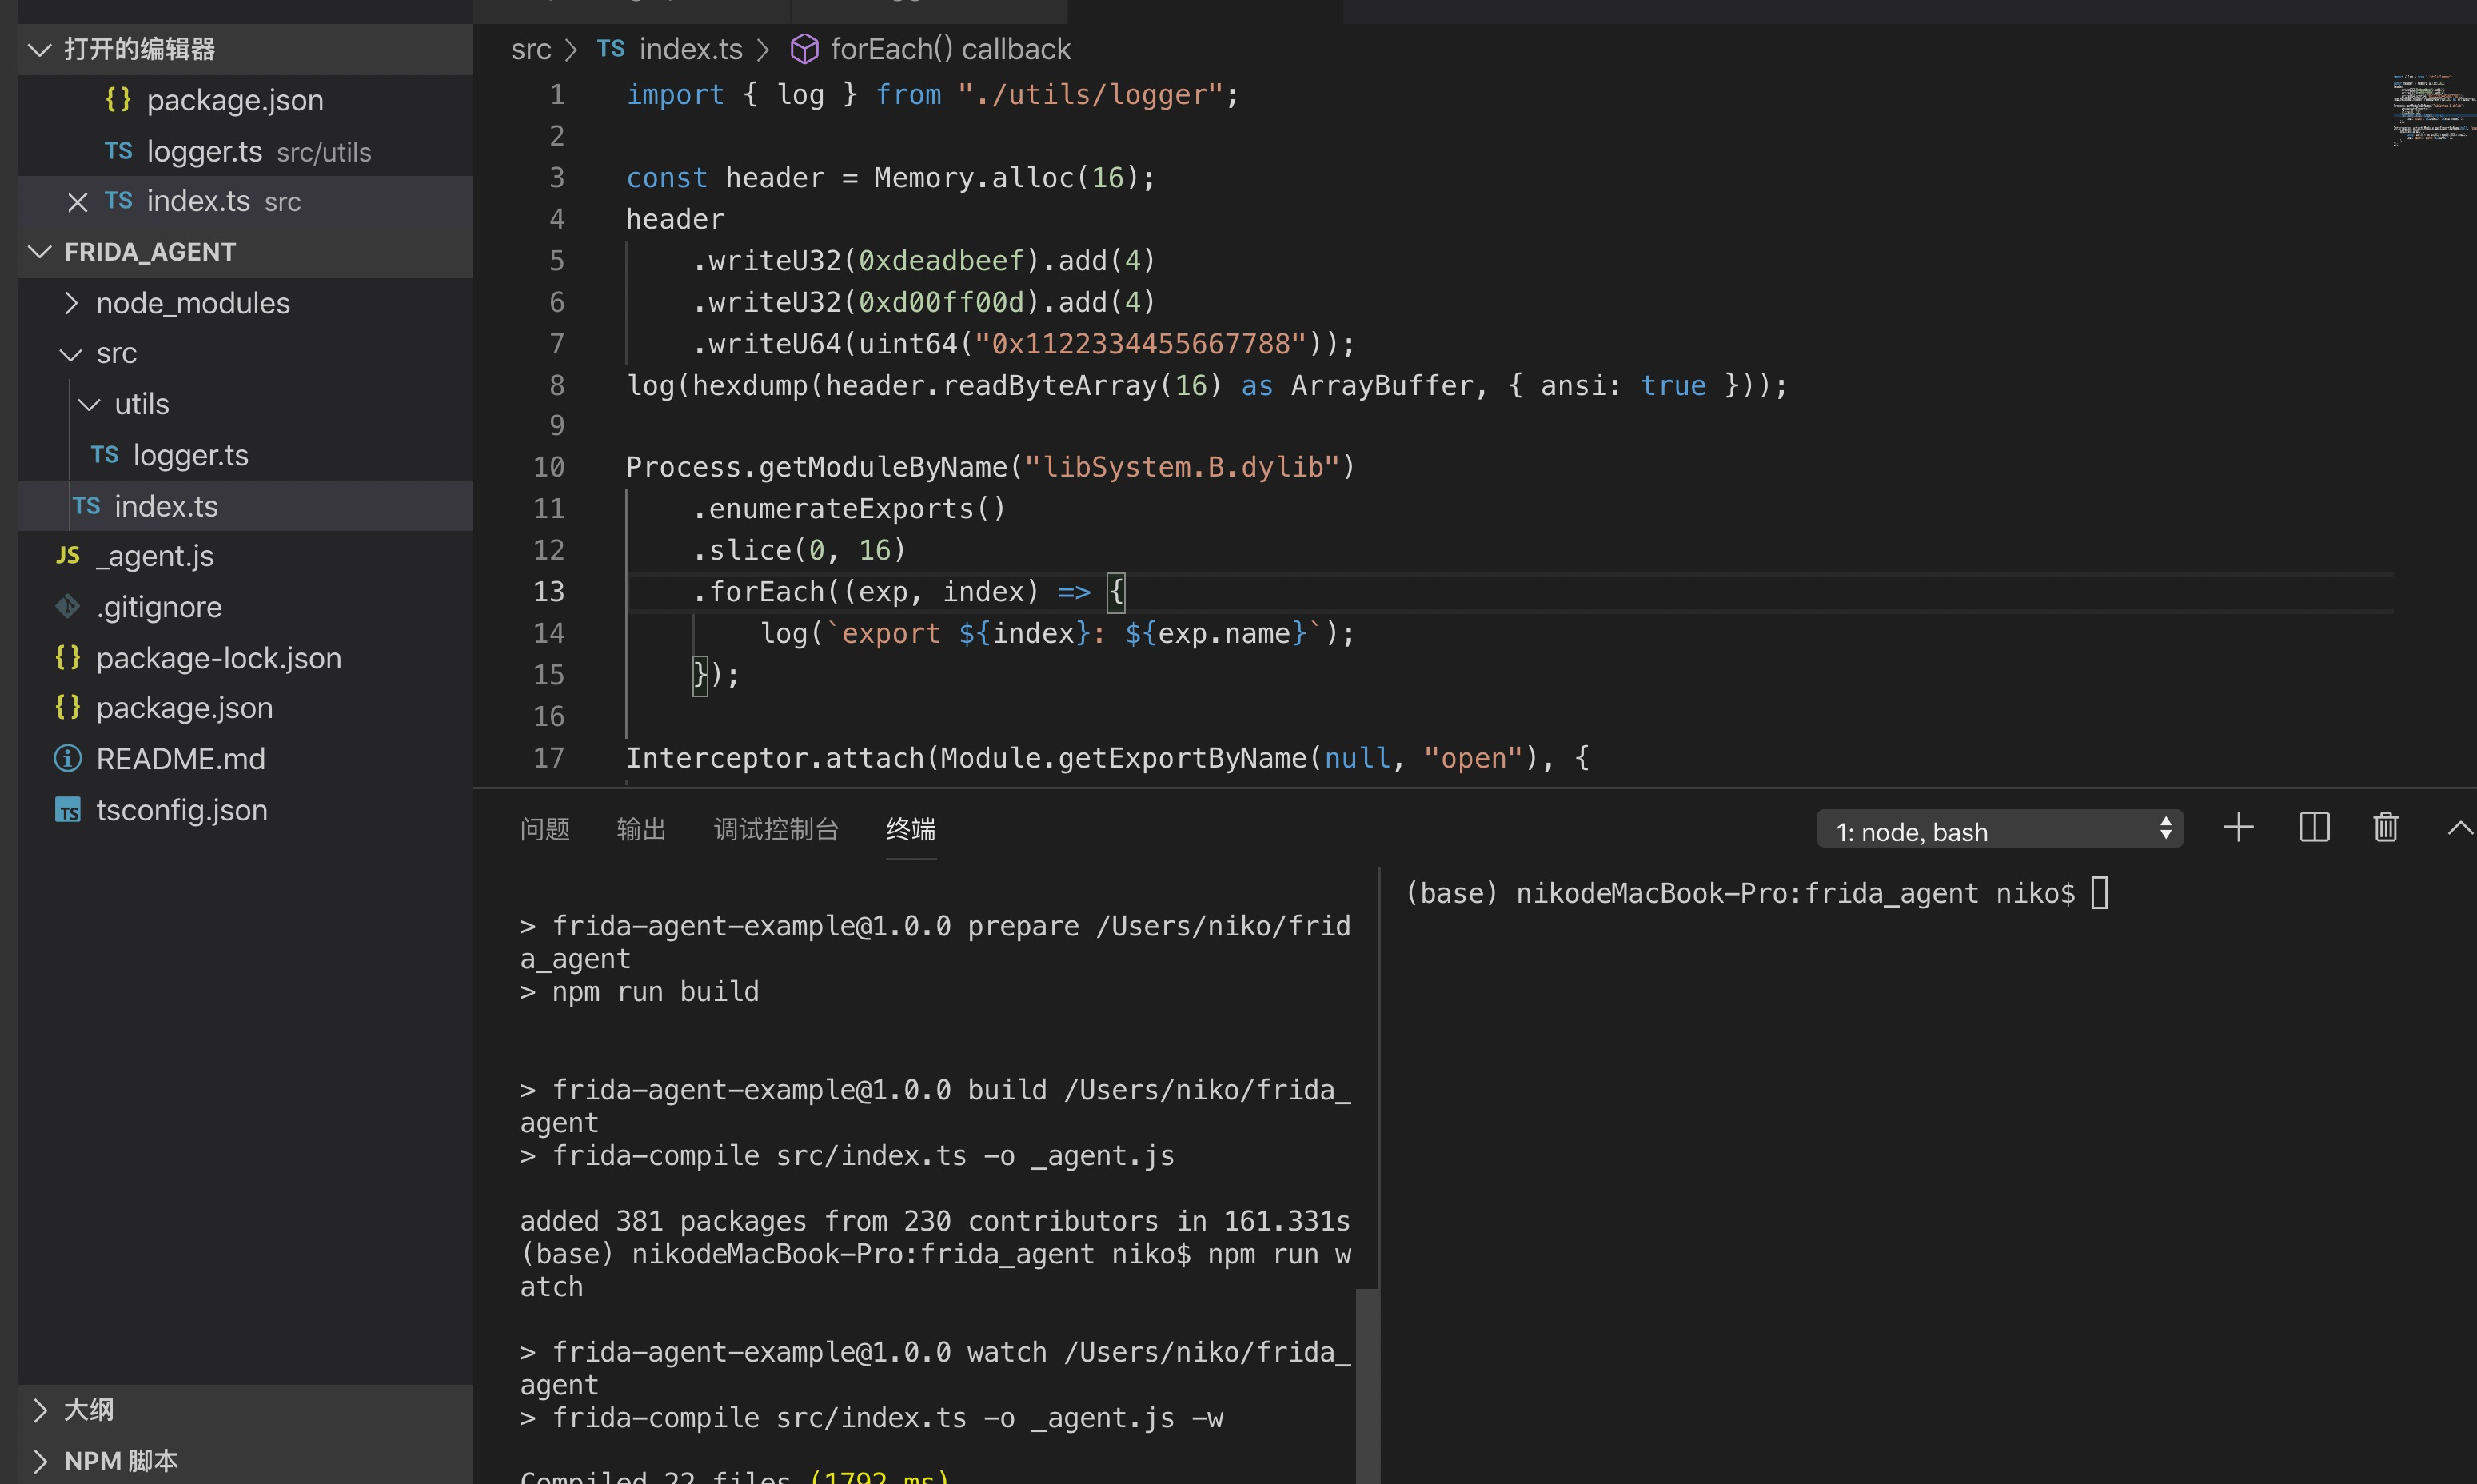 打开的编辑器
{} package.json
TS logger.ts src/utils
TS index.ts src
FRIDA_AGENT
node_modules
src
utils
TS logger.ts
TS index.ts
JS _agent.js
.gitignore
{} package-lock.json
{} package.json
README.md
TS tsconfig.json
大纲
NPM 脚本
src > TS index.ts > forEach() callback
1 import { log } from "./utils/logger";
2
3 const header = Memory.alloc(16);
4 header
5 .writeU32(0xdeadbeef).add(4)
6 .writeU32(0xd00ff00d).add(4)
7 .writeU64(uint64("0x1122334455667788"));
8 log(hexdump(header.readByteArray(16) as ArrayBuffer, { ansi: true }));
9
10 Process.getModuleByName("libSystem.B.dylib")
11 .enumerateExports()
12 .slice(0, 16)
13 .forEach((exp, index) => {
14 log(`export ${index}: ${exp.name}`);
15 });
16
17 Interceptor.attach(Module.getExportByName(null, "open"), {
问题 输出 调试控制台 终端
1: node, bash
> frida-agent-example@1.0.0 prepare /Users/niko/frid
a_agent
> npm run build
> frida-agent-example@1.0.0 build /Users/niko/frida_
agent
> frida-compile src/index.ts -o _agent.js
added 381 packages from 230 contributors in 161.331s
(base) nikodeMacBook-Pro:frida_agent niko$ npm run w
atch
> frida-agent-example@1.0.0 watch /Users/niko/frida_
agent
> frida-compile src/index.ts -o _agent.js -w
Compiled 22 files (1792 ms)
(base) nikodeMacBook-Pro:frida_agent niko$